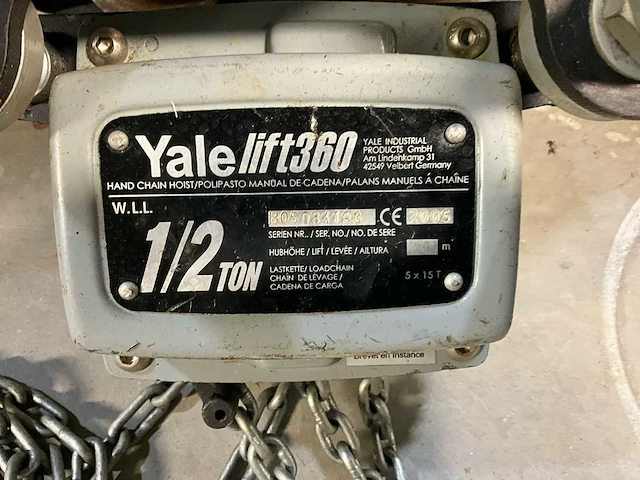 Yale lift360
YALE INDUSTRIAL
PRODUCTS GmbH
Am Lindenkamp 31
42549 Velbert Germany
HAND CHAIN HOIST/POLIPASTO MANUAL DE CADENA/PALANS MANUELS À CHAÎNE
W.L.L.
1/2 TON
CE 2005
SERIEN NR../SER. NO./NO. DE SERE
HUBHÖHE / LIFT / LEVÉE / AILTURA m
LASTKETTE/LOADCHAIN
CHAIN DE LEVAGE/
CADENA DE CARGA
5 x 15 T
Brevet en instance